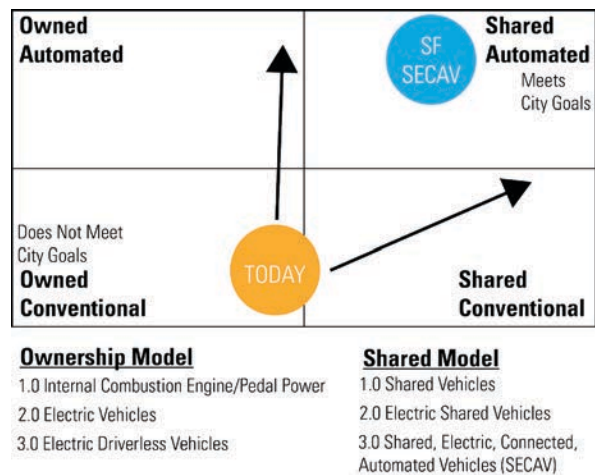 Owned
Automated
SF
SECAV
Shared
Automated
Meets
City Goals
Does Not Meet
City Goals
Owned
Conventional
TODAY
Shared
Conventional
Ownership Model
1.0 Internal Combustion Engine/Pedal Power
2.0 Electric Vehicles
3.0 Electric Driverless Vehicles
Shared Model
1.0 Shared Vehicles
2.0 Electric Shared Vehicles
3.0 Shared, Electric, Connected,
Automated Vehicles (SECAV)